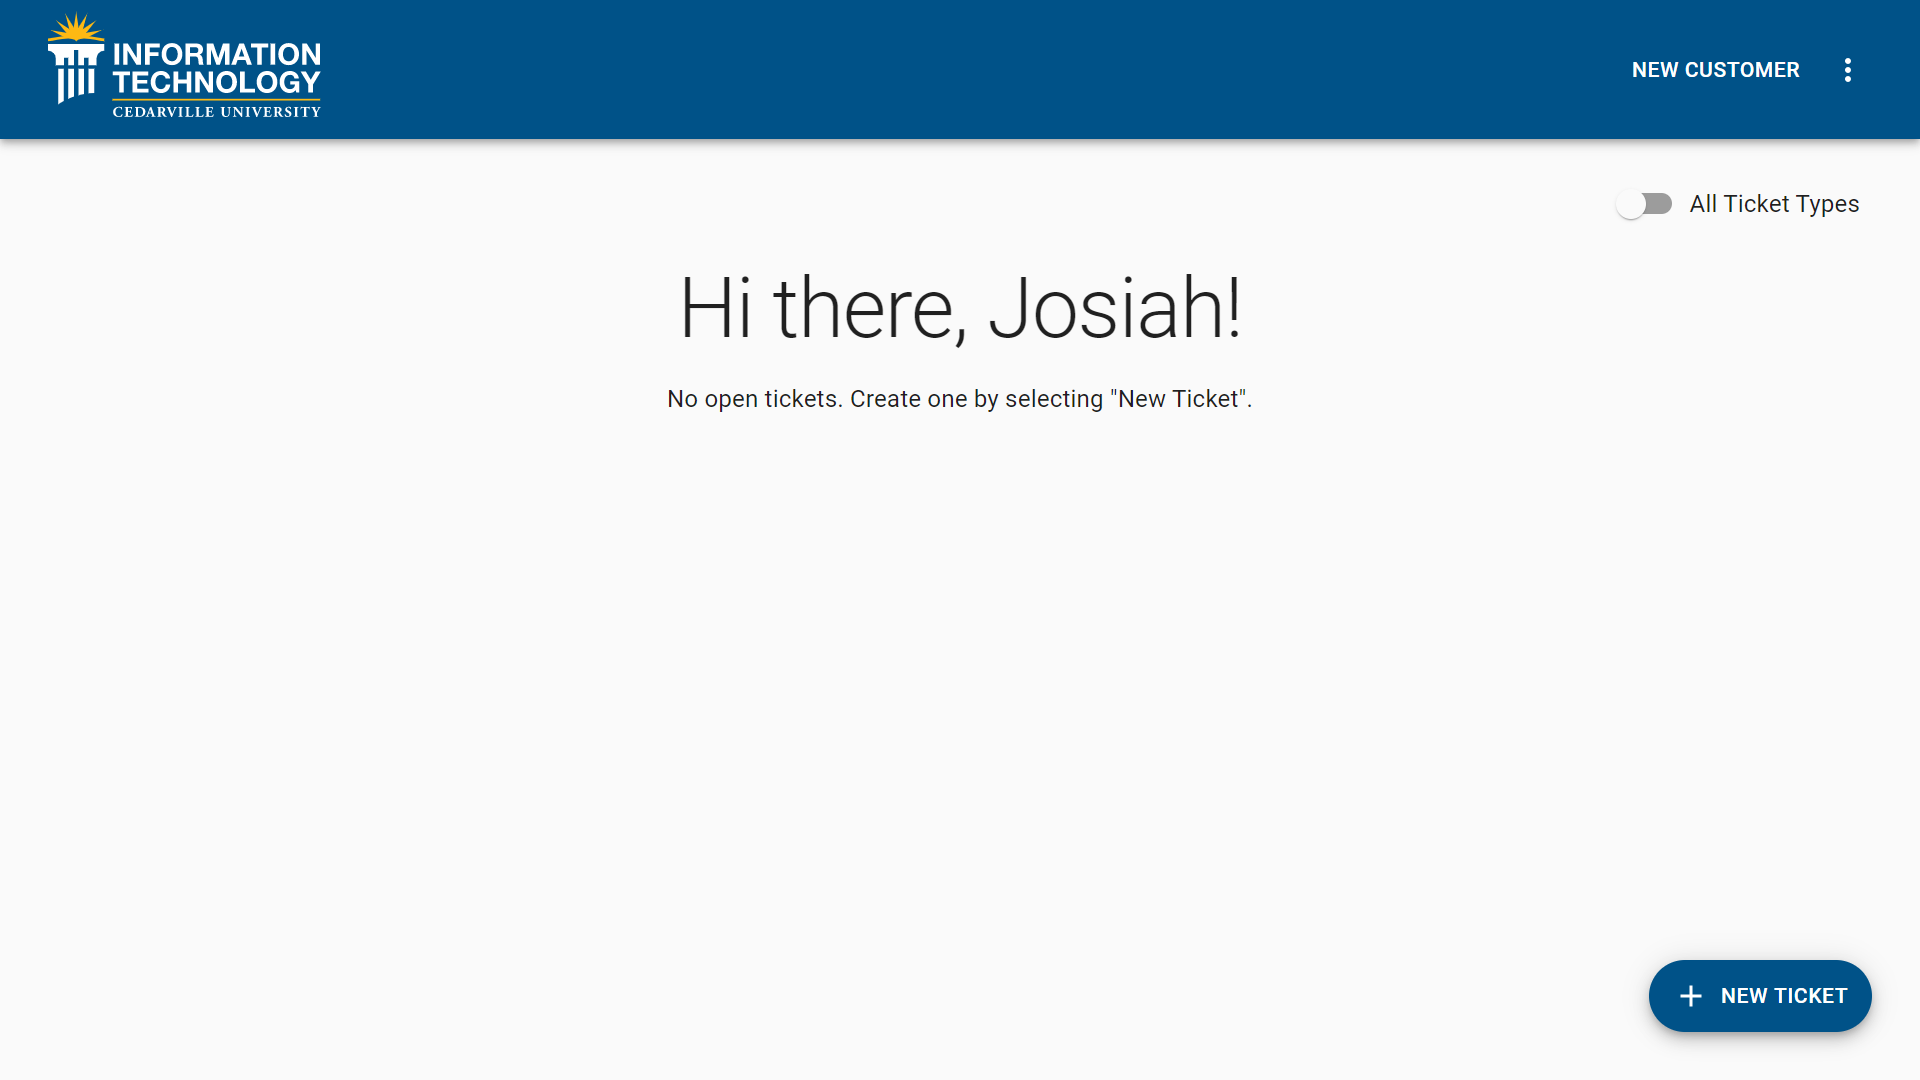 INFORMATION
TECHNOLOGY
CEDARVILLE UNIVERSITY
NEW CUSTOMER
All Ticket Types
Hi there, Josiah!
No open tickets. Create one by selecting "New Ticket".
NEW TICKET